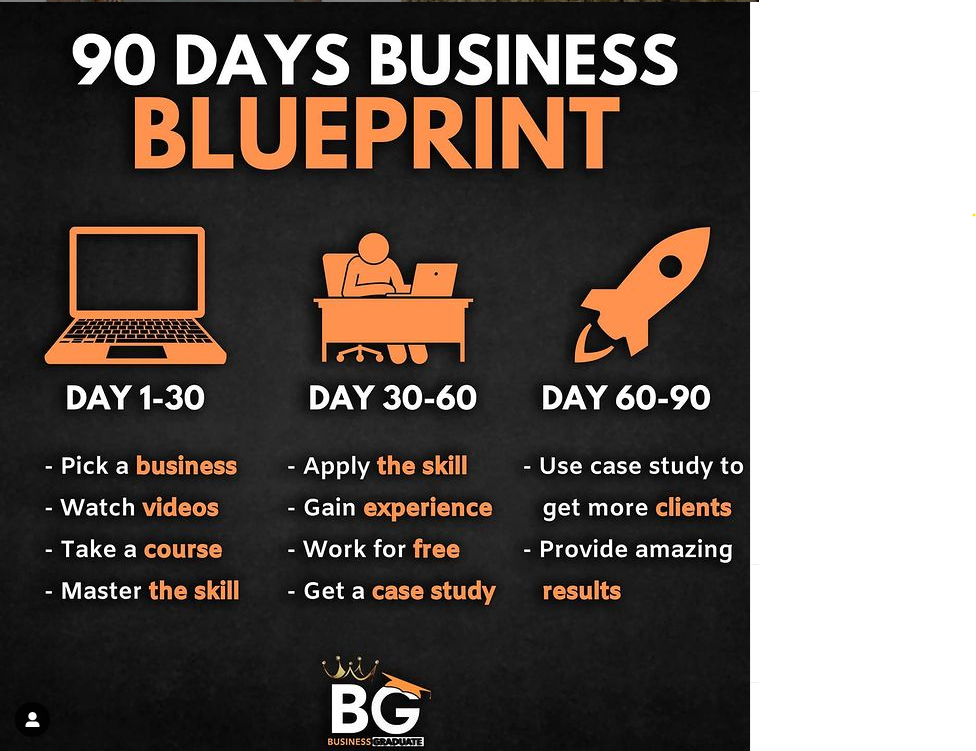 90 DAYS BUSINESS
BLUEPRINT
DAY 1-30
- Pick a business
- Watch videos
- Take a course
- Master the skill
DAY 30-60
- Apply the skill
- Gain experience
- Work for free
- Get a case study
DAY 60-90
- Use case study to
get more clients
- Provide amazing
results
BG
BUSINESS GRADUATE